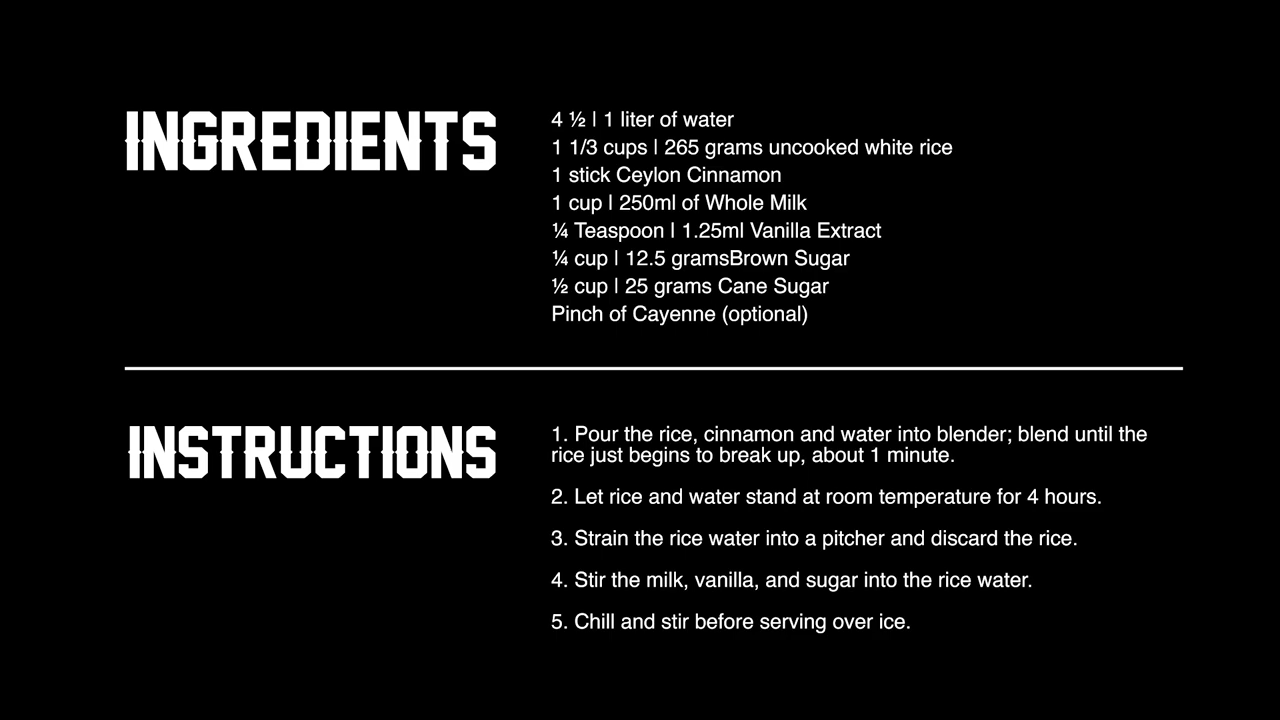 INGREDIENTS
4 ½ | 1 liter of water
1 1/3 cups | 265 grams uncooked white rice
1 stick Ceylon Cinnamon
1 cup | 250ml of Whole Milk
¼ Teaspoon | 1.25ml Vanilla Extract
¼ cup | 12.5 gramsBrown Sugar
½ cup | 25 grams Cane Sugar
Pinch of Cayenne (optional)
INSTRUCTIONS
1. Pour the rice, cinnamon and water into blender; blend until the
rice just begins to break up, about 1 minute.
2. Let rice and water stand at room temperature for 4 hours.
3. Strain the rice water into a pitcher and discard the rice.
4. Stir the milk, vanilla, and sugar into the rice water.
5. Chill and stir before serving over ice.